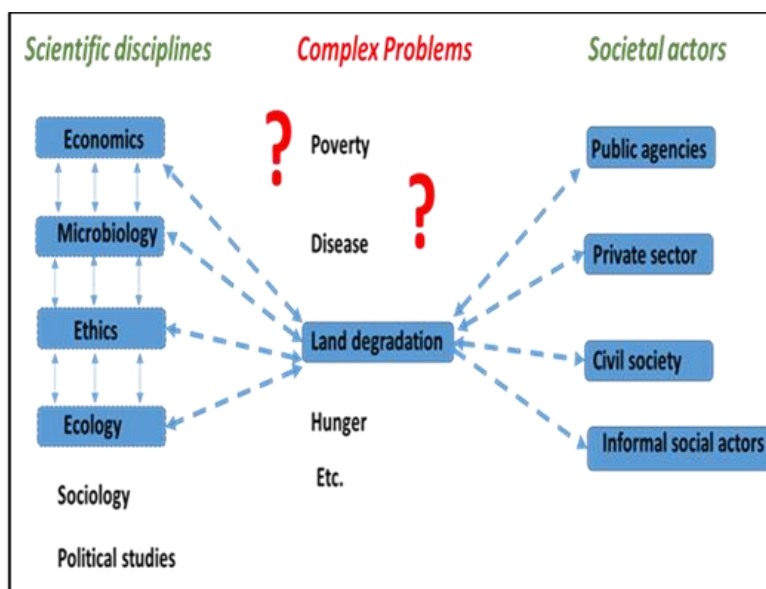 Scientific disciplines
Complex Problems
Societal actors
Economics
Microbiology
Ethics
Ecology
Sociology
Political studies
?
Poverty
?
Disease
Land degradation
Hunger
Etc.
Public agencies
Private sector
Civil society
Informal social actors